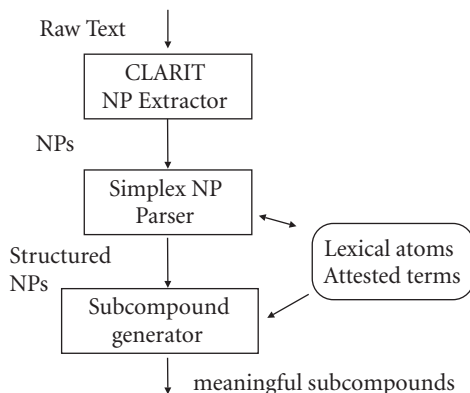 Raw Text
CLARIT
NP Extractor
NPs
Simplex NP
Parser
Structured
NPs
Lexical atoms
Attested terms
Subcompound
generator
meaningful subcompounds